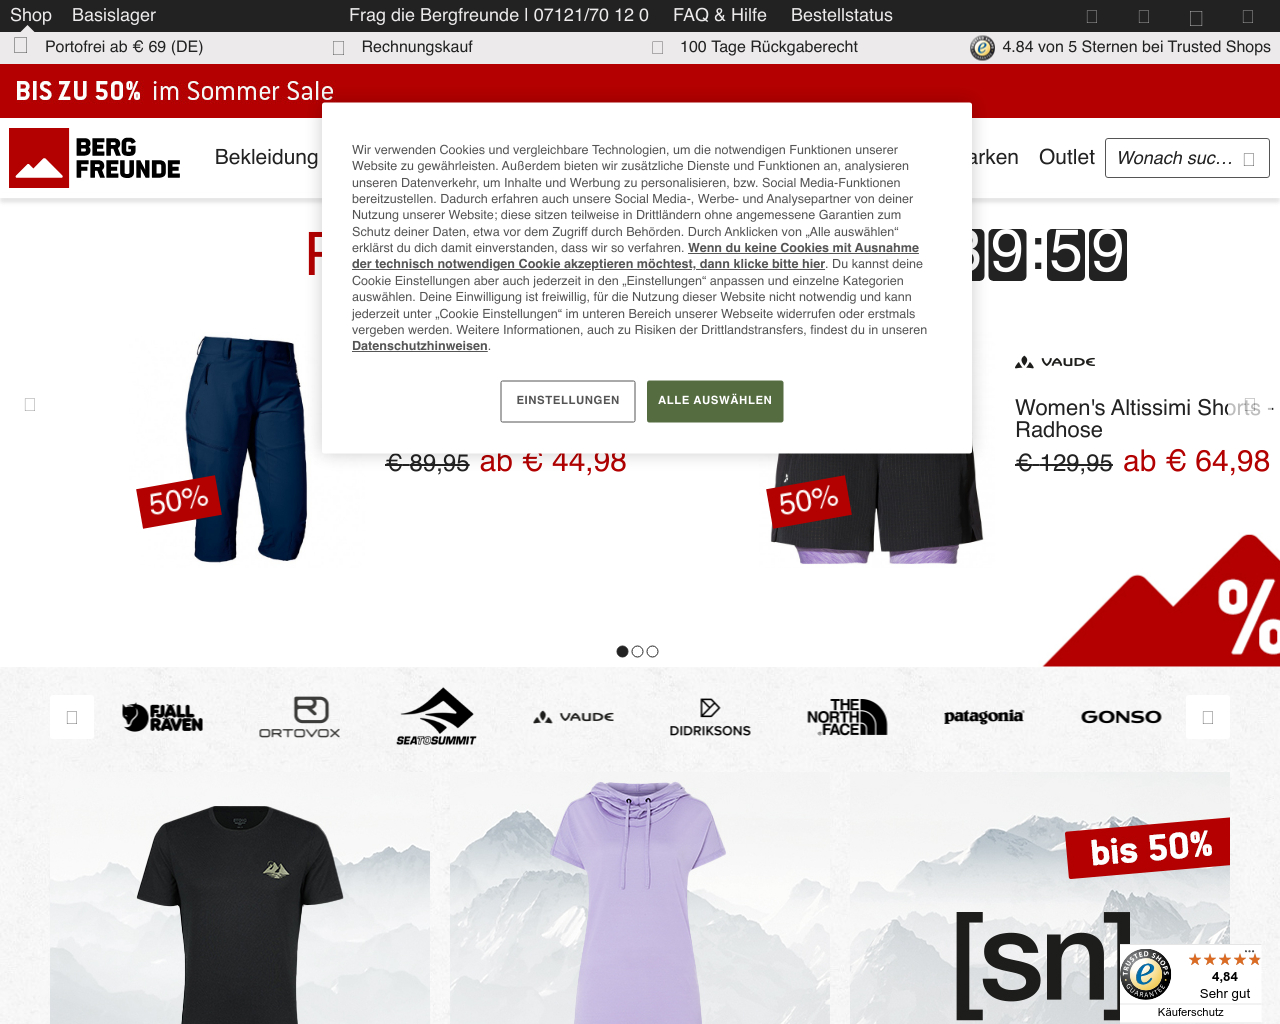 Shop Basislager Frag die Bergfreunde | 07121/70 12 0 FAQ & Hilfe Bestellstatus
Portofrei ab € 69 (DE) Rechnungskauf 100 Tage Rückgaberecht 4.84 von 5 Sternen bei Trusted Shops
BIS ZU 50% im Sommer Sale
BERG
FREUNDE
Bekleidung Outlet Wonach suc...
Wir verwenden Cookies und vergleichbare Technologien, um die notwendigen Funktionen unserer
Website zu gewährleisten. Außerdem bieten wir zusätzliche Dienste und Funktionen an, analysieren
unseren Datenverkehr, um Inhalte und Werbung zu personalisieren, bzw. Social Media-Funktionen
bereitzustellen. Dadurch erfahren auch unsere Social Media-, Werbe- und Analysepartner von deiner
Nutzung unserer Website; diese sitzen teilweise in Drittländern ohne angemessene Garantien zum
Schutz deiner Daten, etwa vor dem Zugriff durch Behörden. Durch Anklicken von „Alle auswählen“
erklärst du dich damit einverstanden, dass wir so verfahren. Wenn du keine Cookies mit Ausnahme
der technisch notwendigen Cookie akzeptieren möchtest, dann klicke bitte hier. Du kannst deine
Cookie Einstellungen aber auch jederzeit in den „Einstellungen“ anpassen und einzelne Kategorien
auswählen. Deine Einwilligung ist freiwillig, für die Nutzung dieser Website nicht notwendig und kann
jederzeit unter „Cookie Einstellungen“ im unteren Bereich unserer Webseite widerrufen oder erstmals
vergeben werden. Weitere Informationen, auch zu Risiken der Drittlandstransfers, findest du in unseren
Datenschutzhinweisen.
EINSTELLUNGEN ALLE AUSWÄHLEN
9:59
VAUDE
Women's Altissimi Shorts -
Radhose
€ 129,95 ab € 64,98
€ 89,95 ab € 44,98
50%
50%
%
FJÄLL
RÄVEN
ORTOVOX
SEA TO SUMMIT
VAUDE
DIDRIKSONS
THE
NORTH
FACE
patagonia
GONSO
bis 50%
[sn]
TRUSTED SHOPS
GUARANTEE
4,84
Sehr gut
Käuferschutz